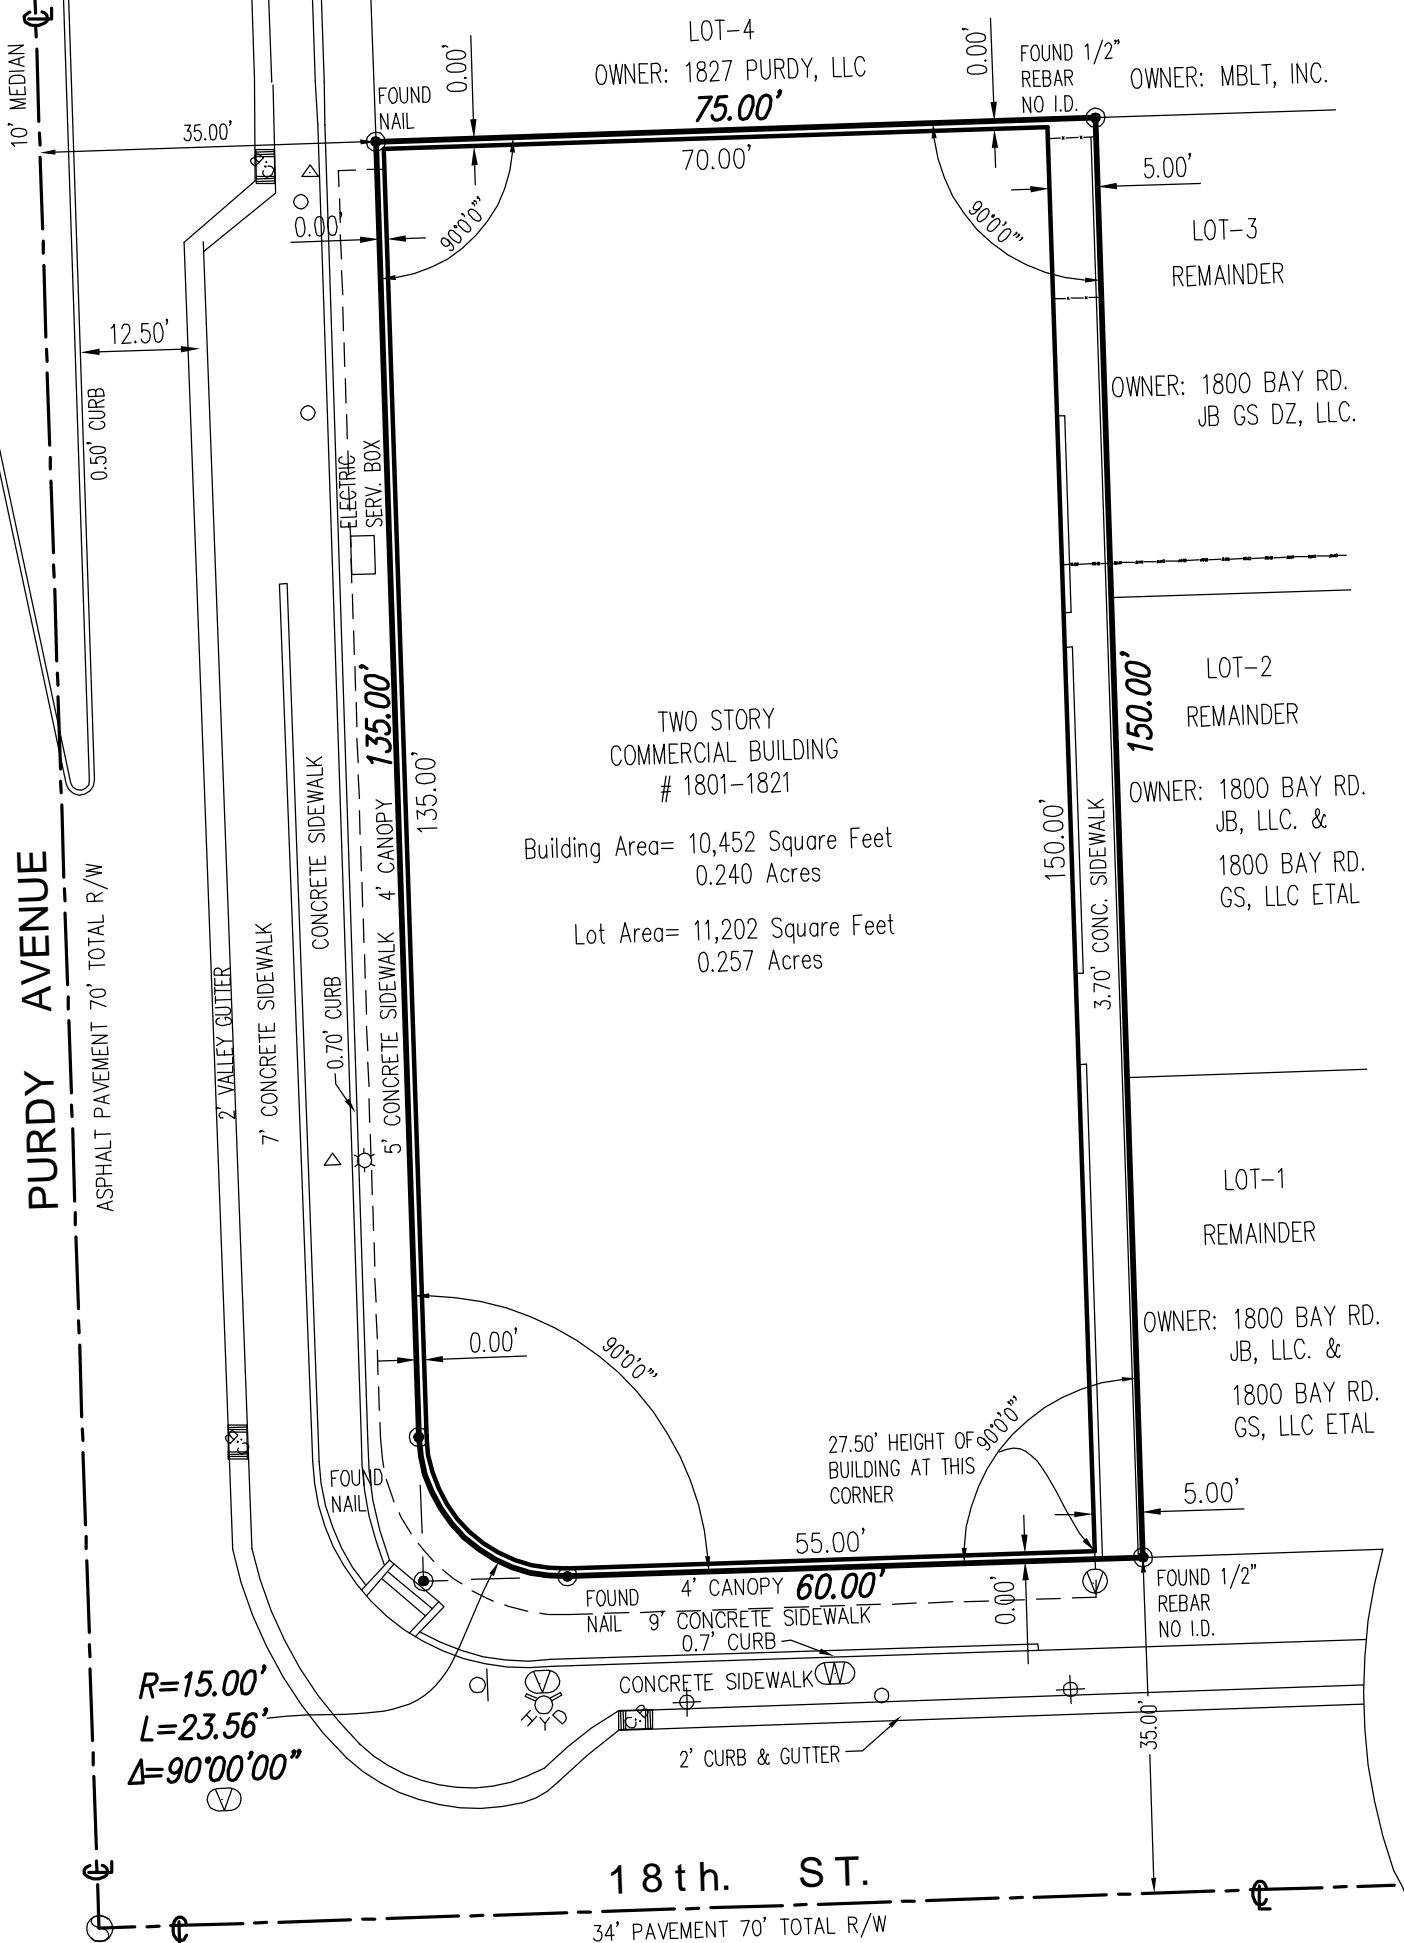 LOT-4
OWNER: 1827 PURDY, LLC
75.00'
70.00'
0.00'
0.00'
FOUND
NAIL
FOUND 1/2"
REBAR
NO I.D.
OWNER: MBLT, INC.
10' MEDIAN
35.00'
0.00'
90°0'0"
90°0'0"
5.00'
LOT-3
REMAINDER
12.50'
0.50' CURB
OWNER: 1800 BAY RD.
JB GS DZ, LLC.
ELECTRIC
SERV. BOX
135.00'
135.00'
150.00'
150.00'
LOT-2
REMAINDER
TWO STORY
COMMERCIAL BUILDING
# 1801-1821
Building Area= 10,452 Square Feet
0.240 Acres
Lot Area= 11,202 Square Feet
0.257 Acres
OWNER: 1800 BAY RD.
JB, LLC. &
1800 BAY RD.
GS, LLC ETAL
PURDY AVENUE
ASPHALT PAVEMENT 70' TOTAL R/W
2' VALLEY GUTTER
7' CONCRETE SIDEWALK
CONCRETE SIDEWALK
0.70' CURB
5' CONCRETE SIDEWALK 4' CANOPY
3.70' CONC. SIDEWALK
LOT-1
REMAINDER
OWNER: 1800 BAY RD.
JB, LLC. &
1800 BAY RD.
GS, LLC ETAL
0.00'
90°0'0"
90°0'0"
27.50' HEIGHT OF
BUILDING AT THIS
CORNER
5.00'
FOUND
NAIL
55.00'
FOUND
NAIL
4' CANOPY
60.00'
9' CONCRETE SIDEWALK
0.00'
0.7' CURB
FOUND 1/2"
REBAR
NO I.D.
V
CONCRETE SIDEWALK
W
V
HYD
C.B
C.B
C.B
R=15.00'
L=23.56'
Δ=90°00'00"
V
2' CURB & GUTTER
35.00'
18th. ST.
34' PAVEMENT 70' TOTAL R/W